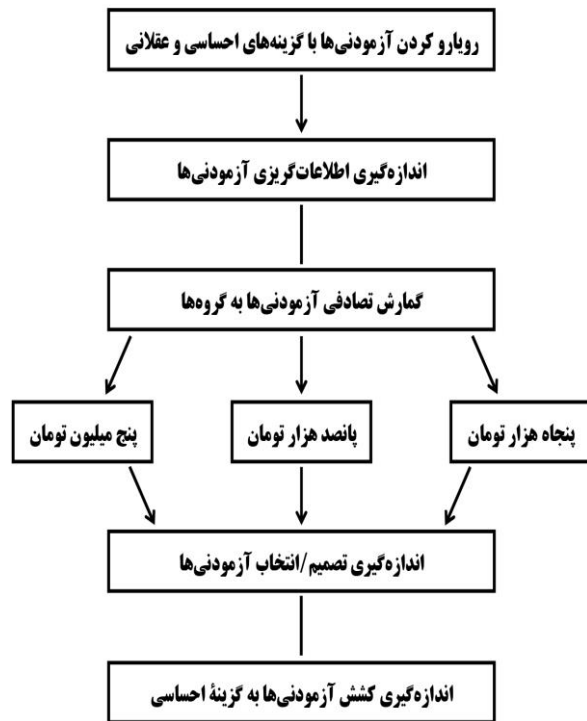 رویارو کردن آزمودنی‌ها با گزینه‌های احساسی و عقلانی
اندازه‌گیری اطلاعات‌گریزی آزمودنی‌ها
گمارش تصادفی آزمودنی‌ها به گروه‌ها
پنجاه هزار تومان
پانصد هزار تومان
پنج میلیون تومان
اندازه‌گیری تصمیم/انتخاب آزمودنی‌ها
اندازه‌گیری کشش آزمودنی‌ها به گزینهٔ احساسی